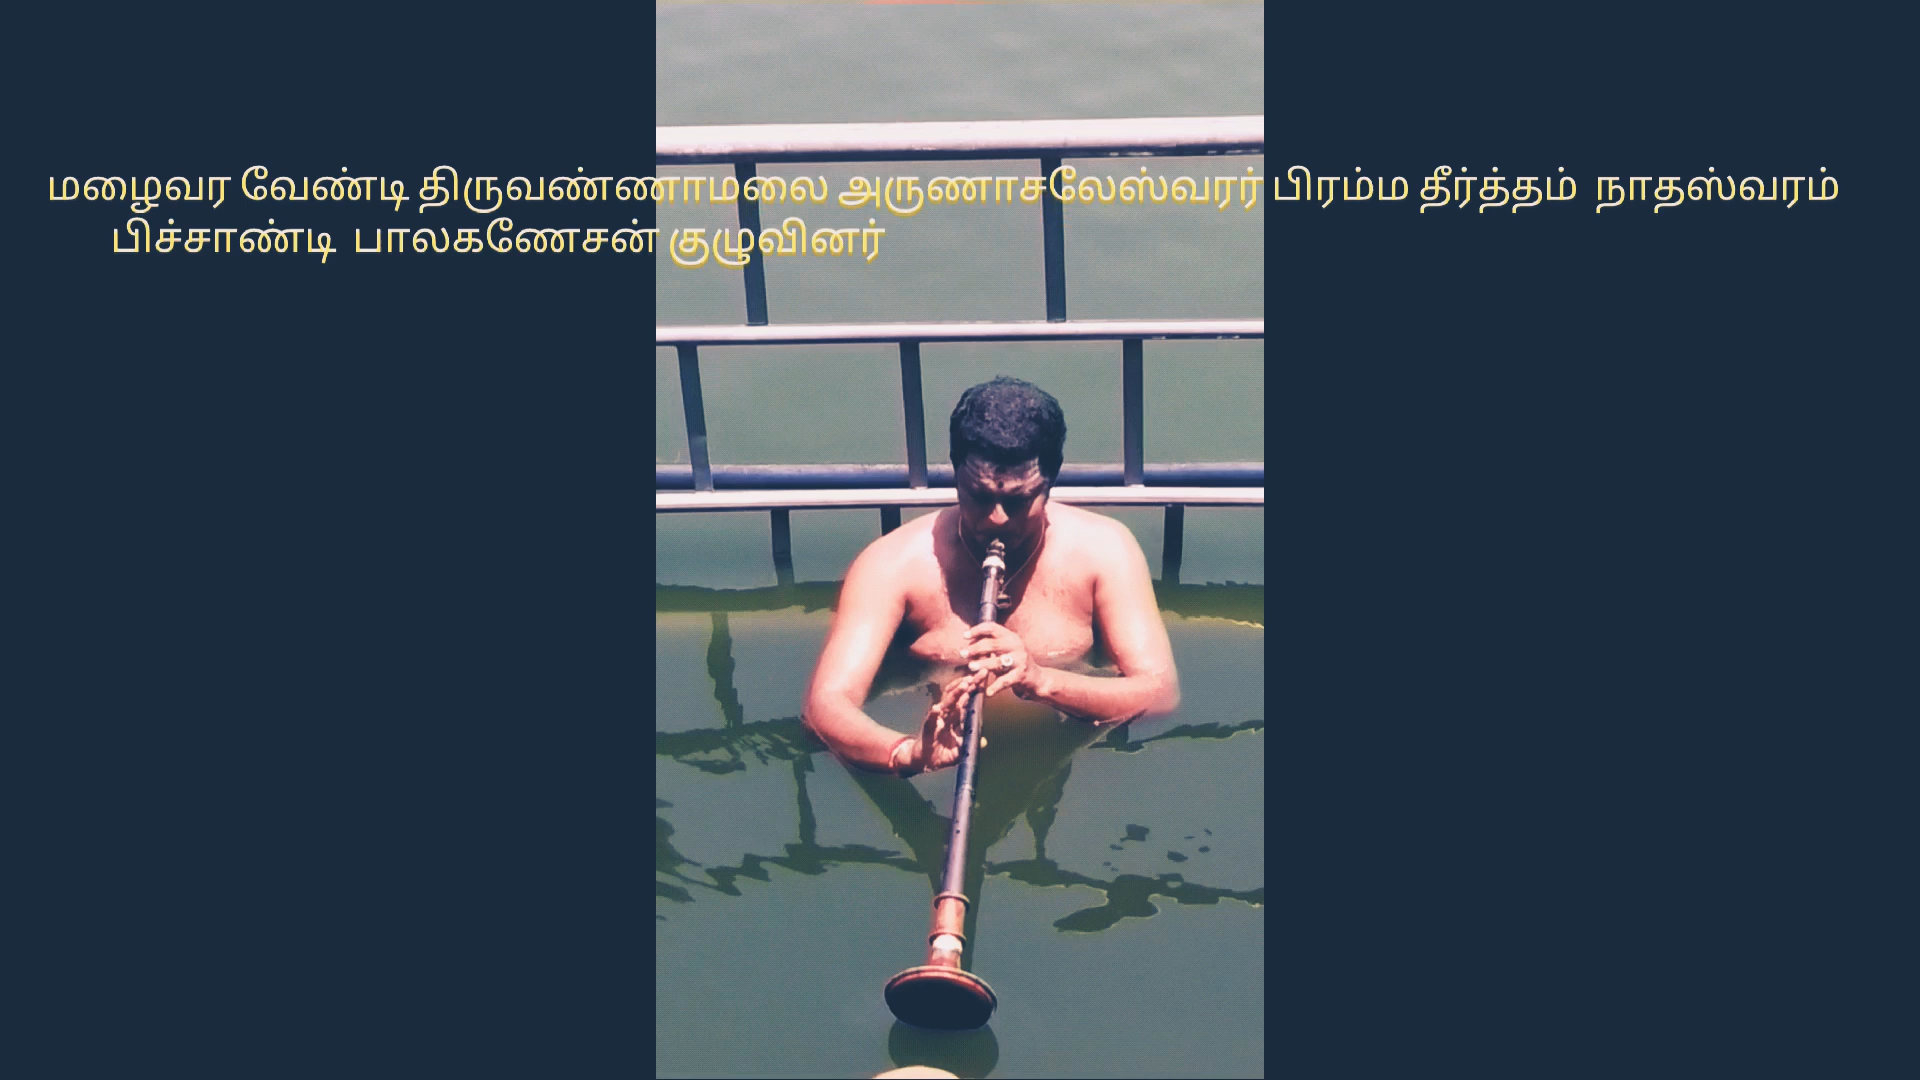 மழைவர வேண்டி திருவண்ணாமலை அருணாசலேஸ்வரர் பிரம்ம தீர்த்தம் நாதஸ்வரம்
பிச்சாண்டி பாலகணேசன் குழுவினர்